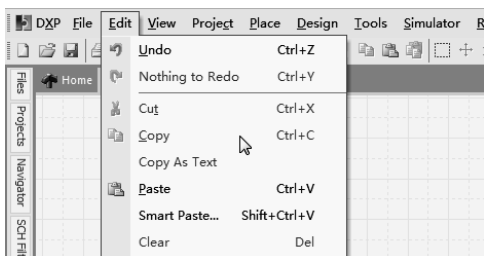 DXP File Edit View Project Place Design Tools Simulator
Home
Files
Projects
Navigator
SCH
Undo Ctrl+Z
Nothing to Redo Ctrl+Y
Cut Ctrl+X
Copy Ctrl+C
Copy As Text
Paste Ctrl+V
Smart Paste... Shift+Ctrl+V
Clear Del